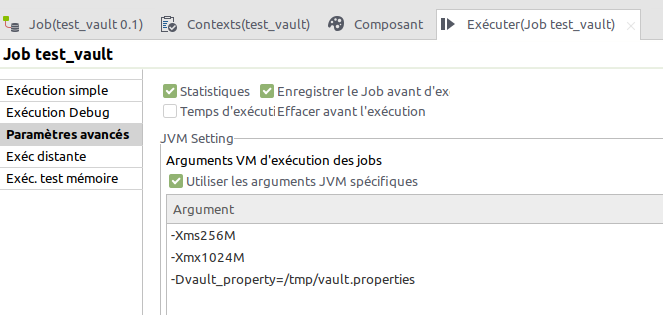 Job(test_vault 0.1) Contexts(test_vault) Composant Exécuter(Job test_vault)
Job test_vault
Exécution simple
Exécution Debug
Paramètres avancés
Exéc distante
Exéc. test mémoire
Statistiques Enregistrer le Job avant d'ex
Temps d'exécuti Effacer avant l'exécution
JVM Setting
Arguments VM d'exécution des jobs
Utiliser les arguments JVM spécifiques
Argument
-Xms256M
-Xmx1024M
-Dvault_property=/tmp/vault.properties